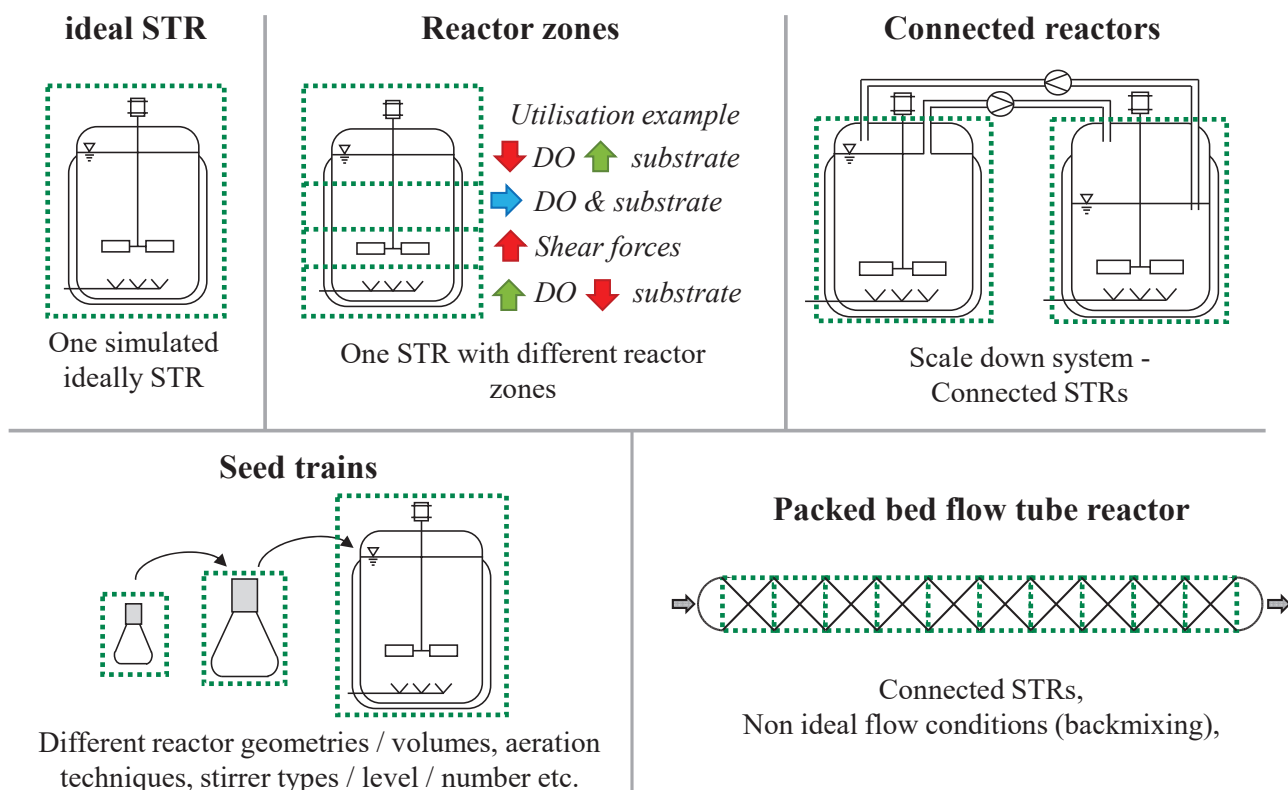 ideal STR
One simulated
ideally STR
Reactor zones
Utilisation example
DO substrate
DO & substrate
Shear forces
DO substrate
One STR with different reactor
zones
Connected reactors
Scale down system -
Connected STRs
Seed trains
Different reactor geometries / volumes, aeration
techniques, stirrer types / level / number etc.
Packed bed flow tube reactor
Connected STRs,
Non ideal flow conditions (backmixing),